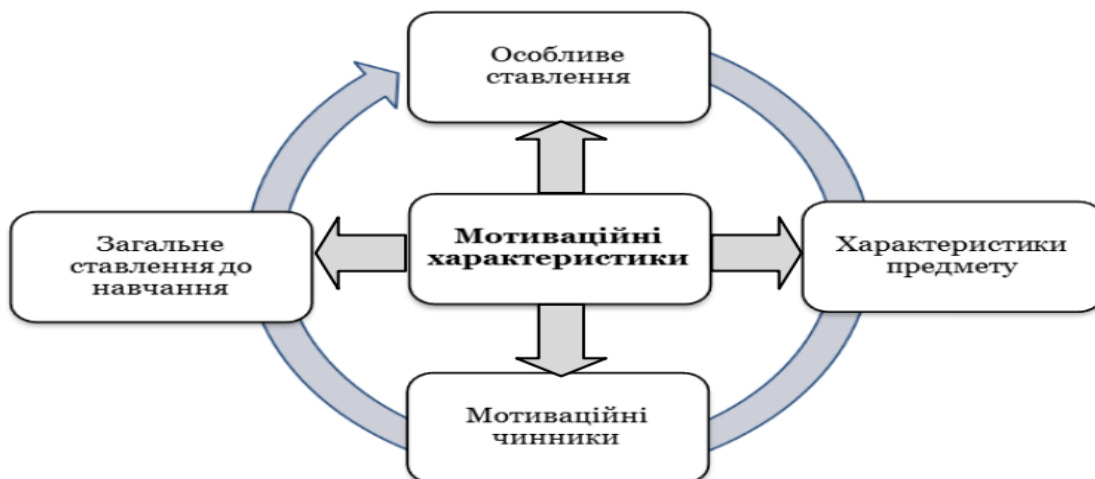 Особливе
ставлення
Загальне
ставлення до
навчання
Мотиваційні
характеристики
Характеристики
предмету
Мотиваційні
чинники